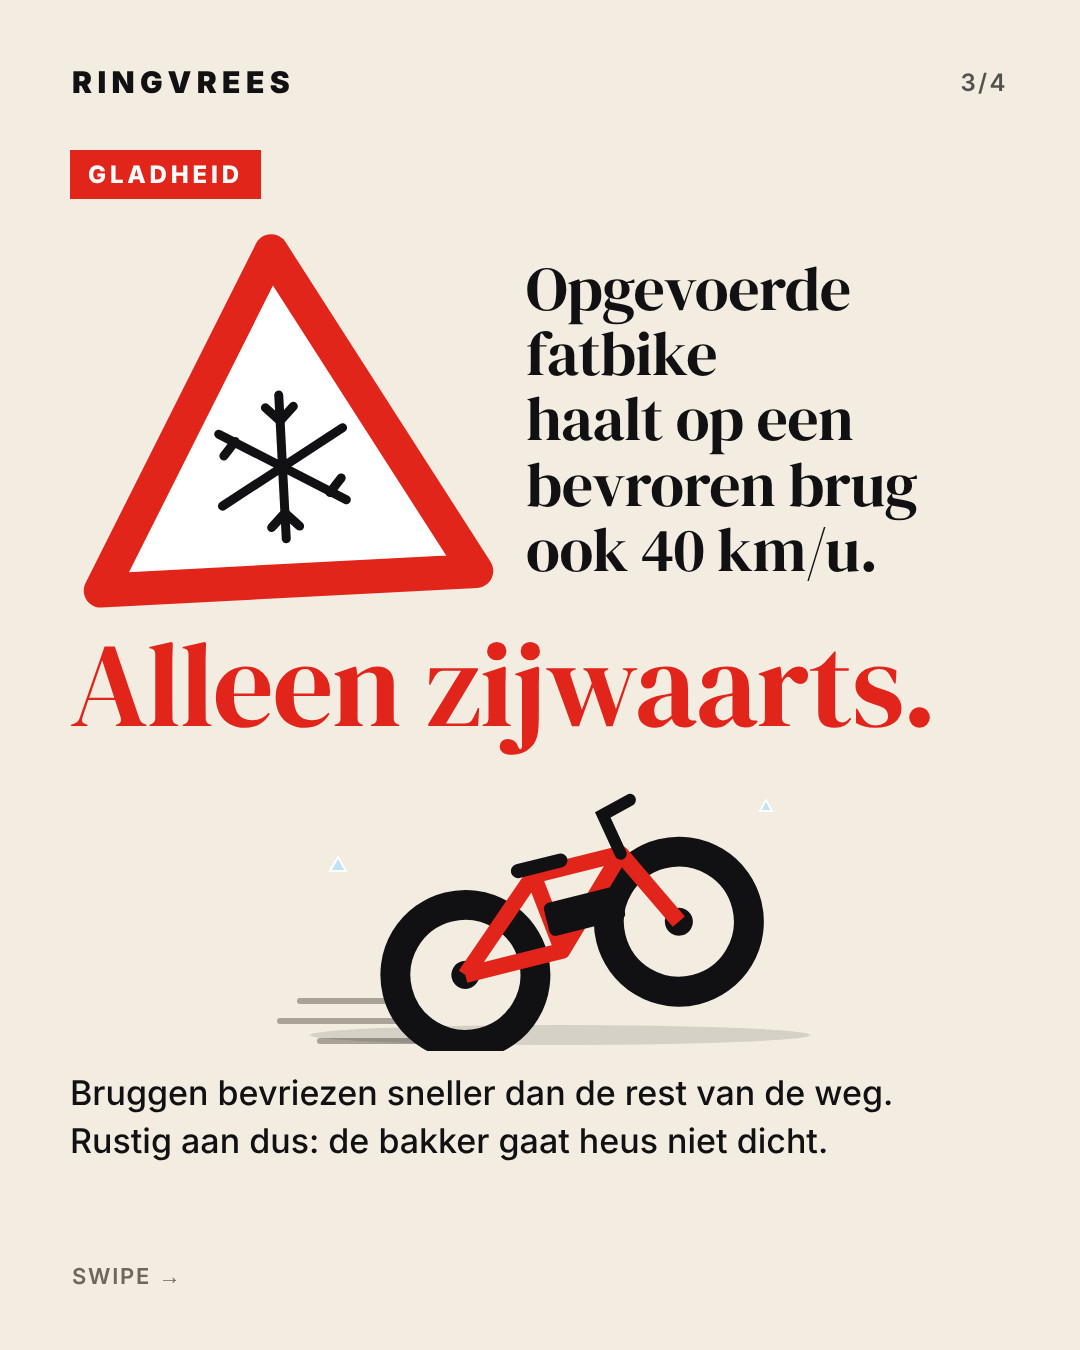 RINGVREES
3/4
GLADHEID
Opgevoerde
fatbike
haalt op een
bevroren brug
ook 40 km/u.
Alleen zijwaarts.
Bruggen bevriezen sneller dan de rest van de weg.
Rustig aan dus: de bakker gaat heus niet dicht.
SWIPE →